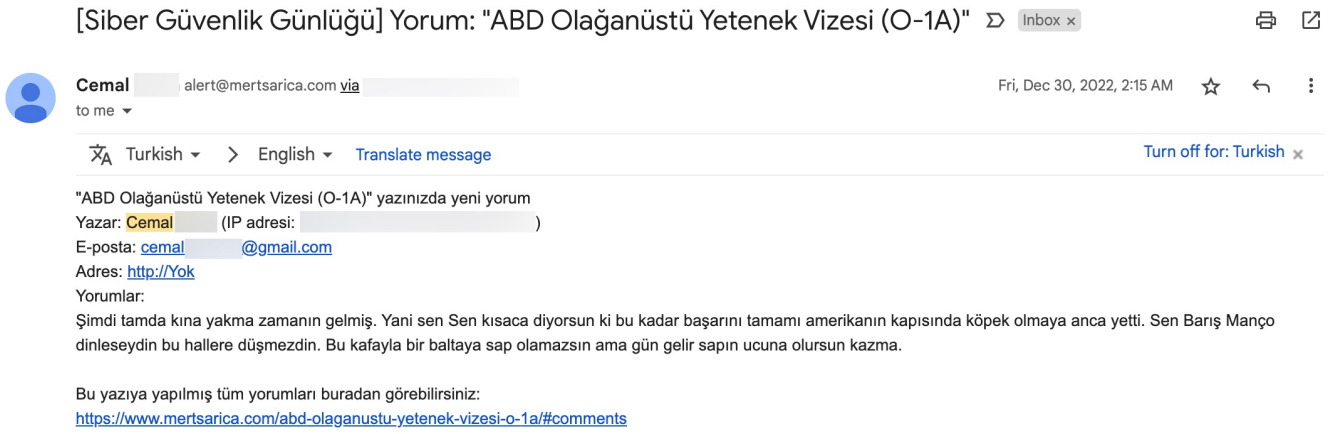 [Siber Güvenlik Günlüğü] Yorum: "ABD Olağanüstü Yetenek Vizesi (O-1A)" Inbox ×
Cemal alert@mertsarica.com via Fri, Dec 30, 2022, 2:15 AM
to me
Turkish > English Translate message Turn off for: Turkish ×
"ABD Olağanüstü Yetenek Vizesi (O-1A)" yazınızda yeni yorum
Yazar: Cemal (IP adresi: )
E-posta: cemal @gmail.com
Adres: http://Yok
Yorumlar:
Şimdi tamda kına yakma zamanın gelmiş. Yani sen Sen kısaca diyorsun ki bu kadar başarını tamamı amerikanın kapısında köpek olmaya anca yetti. Sen Barış Manço
dinleseydin bu hallere düşmezdin. Bu kafayla bir baltaya sap olamazsın ama gün gelir sapın ucuna olursun kazma.
Bu yazıya yapılmış tüm yorumları buradan görebilirsiniz:
https://www.mertsarica.com/abd-olaganustu-yetenek-vizesi-o-1a/#comments